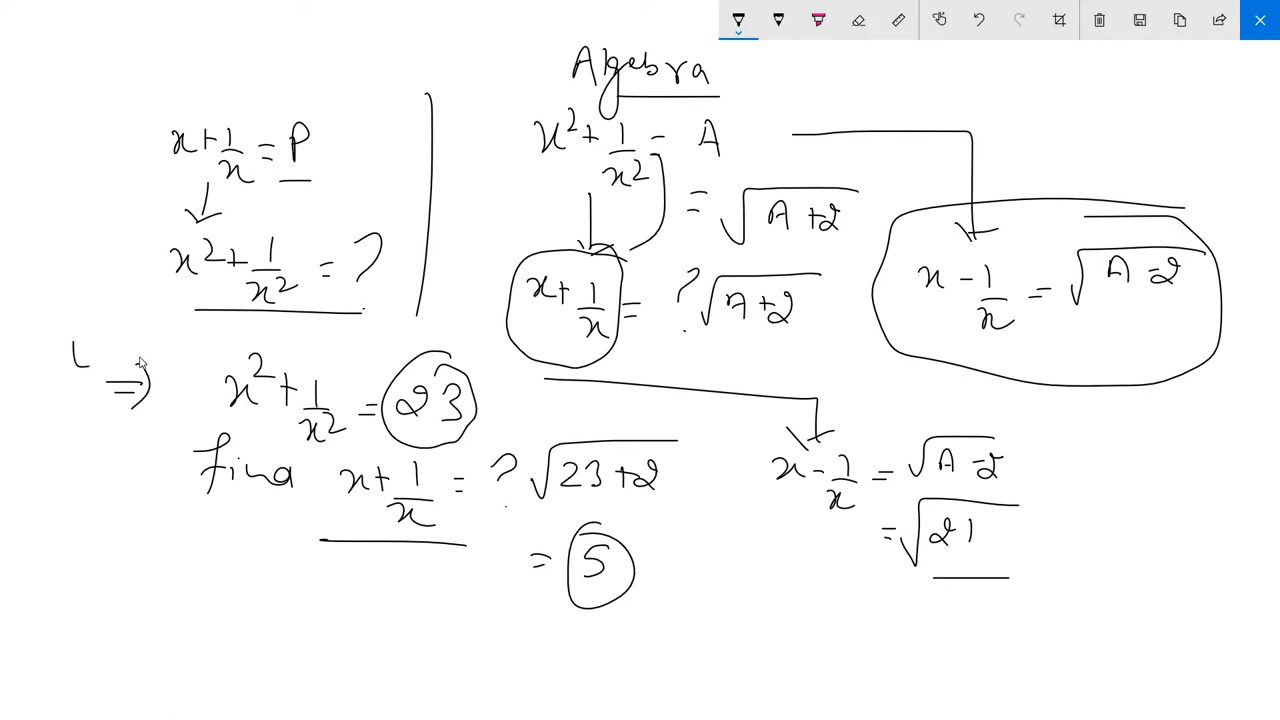 Algebra
x + 1/x = P
x² + 1/x² = ?
x² + 1/x² = A
= √(A + 2)
x + 1/x = ? √(A + 2)
x - 1/x = √(A - 2)
⇒ x² + 1/x² = 23
find x + 1/x = ? √(23 + 2)
= 5
x - 1/x = √(A - 2)
= √21